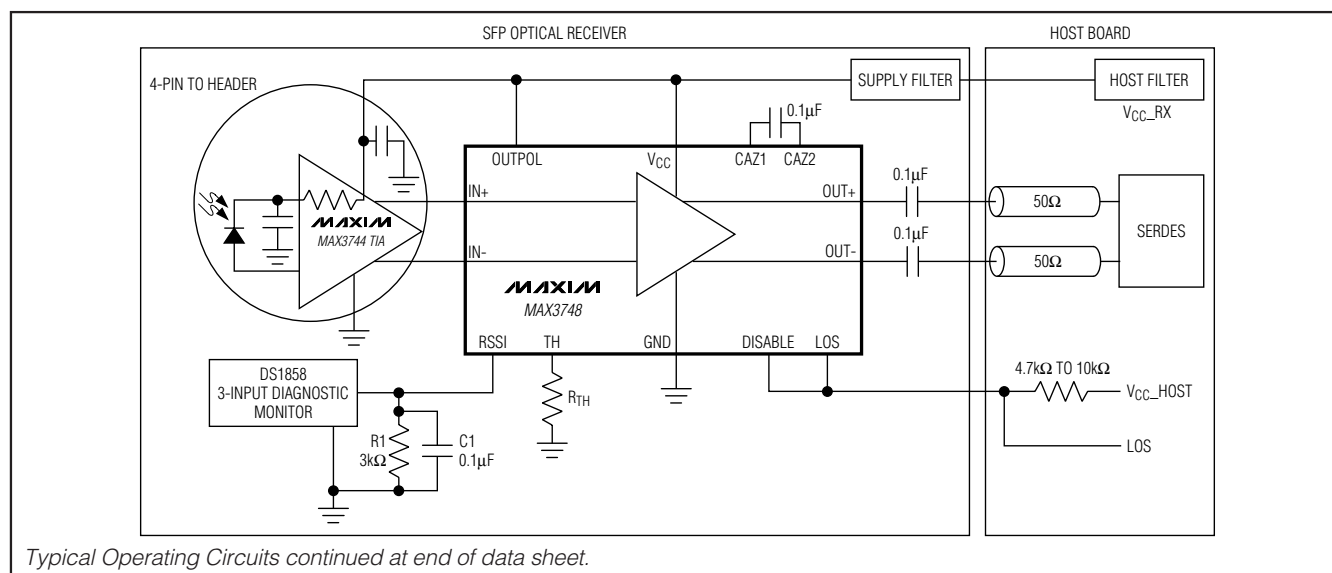 SFP OPTICAL RECEIVER
HOST BOARD
4-PIN TO HEADER
SUPPLY FILTER
HOST FILTER
VCC_RX
0.1μF
OUTPOL
VCC
CAZ1
CAZ2
IN+
OUT+
0.1μF
50Ω
MAXIM
MAX3744 TIA
SERDES
IN-
OUT-
0.1μF
50Ω
MAXIM
MAX3748
RSSI
TH
GND
DISABLE
LOS
DS1858
3-INPUT DIAGNOSTIC
MONITOR
RTH
4.7kΩ TO 10kΩ
VCC_HOST
R1
3kΩ
C1
0.1μF
LOS
Typical Operating Circuits continued at end of data sheet.